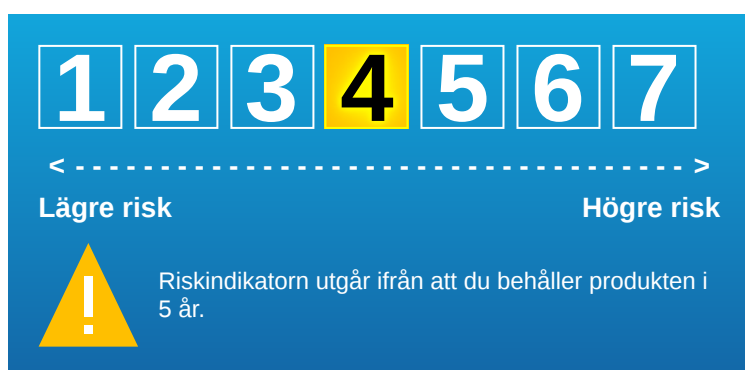 1 2 3 4 5 6 7
< - - - - - - - - - - - - - - - - - - - - - - - - - - - - - - - - - - - - >
Lägre risk Högre risk
!
Riskindikatorn utgår ifrån att du behåller produkten i
5 år.